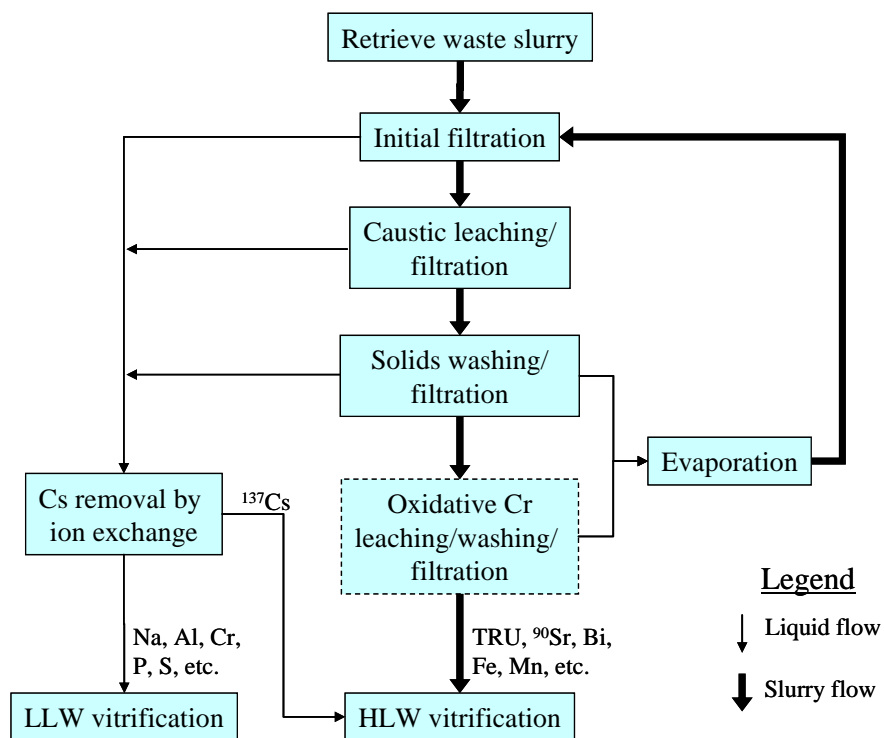 Retrieve waste slurry
Initial filtration
Caustic leaching/
filtration
Solids washing/
filtration
Evaporation
Cs removal by
ion exchange
¹³⁷Cs
Oxidative Cr
leaching/washing/
filtration
Legend
Liquid flow
Slurry flow
Na, Al, Cr,
P, S, etc.
TRU, ⁹⁰Sr, Bi,
Fe, Mn, etc.
LLW vitrification
HLW vitrification